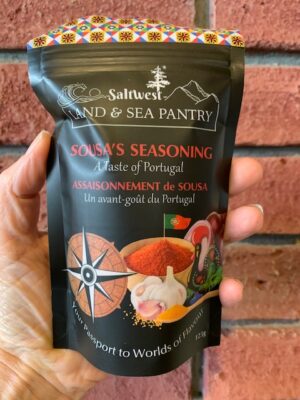 Saltwest
LAND & SEA PANTRY
SOUSA'S SEASONING
A Taste of Portugal
ASSAISONNEMENT de SOUSA
Un avant-goût du Portugal
Your Passport to Worlds of Flavour
125g